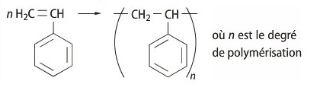 n H₂C=CH → ( CH₂—CH )n
où n est le degré
de polymérisation